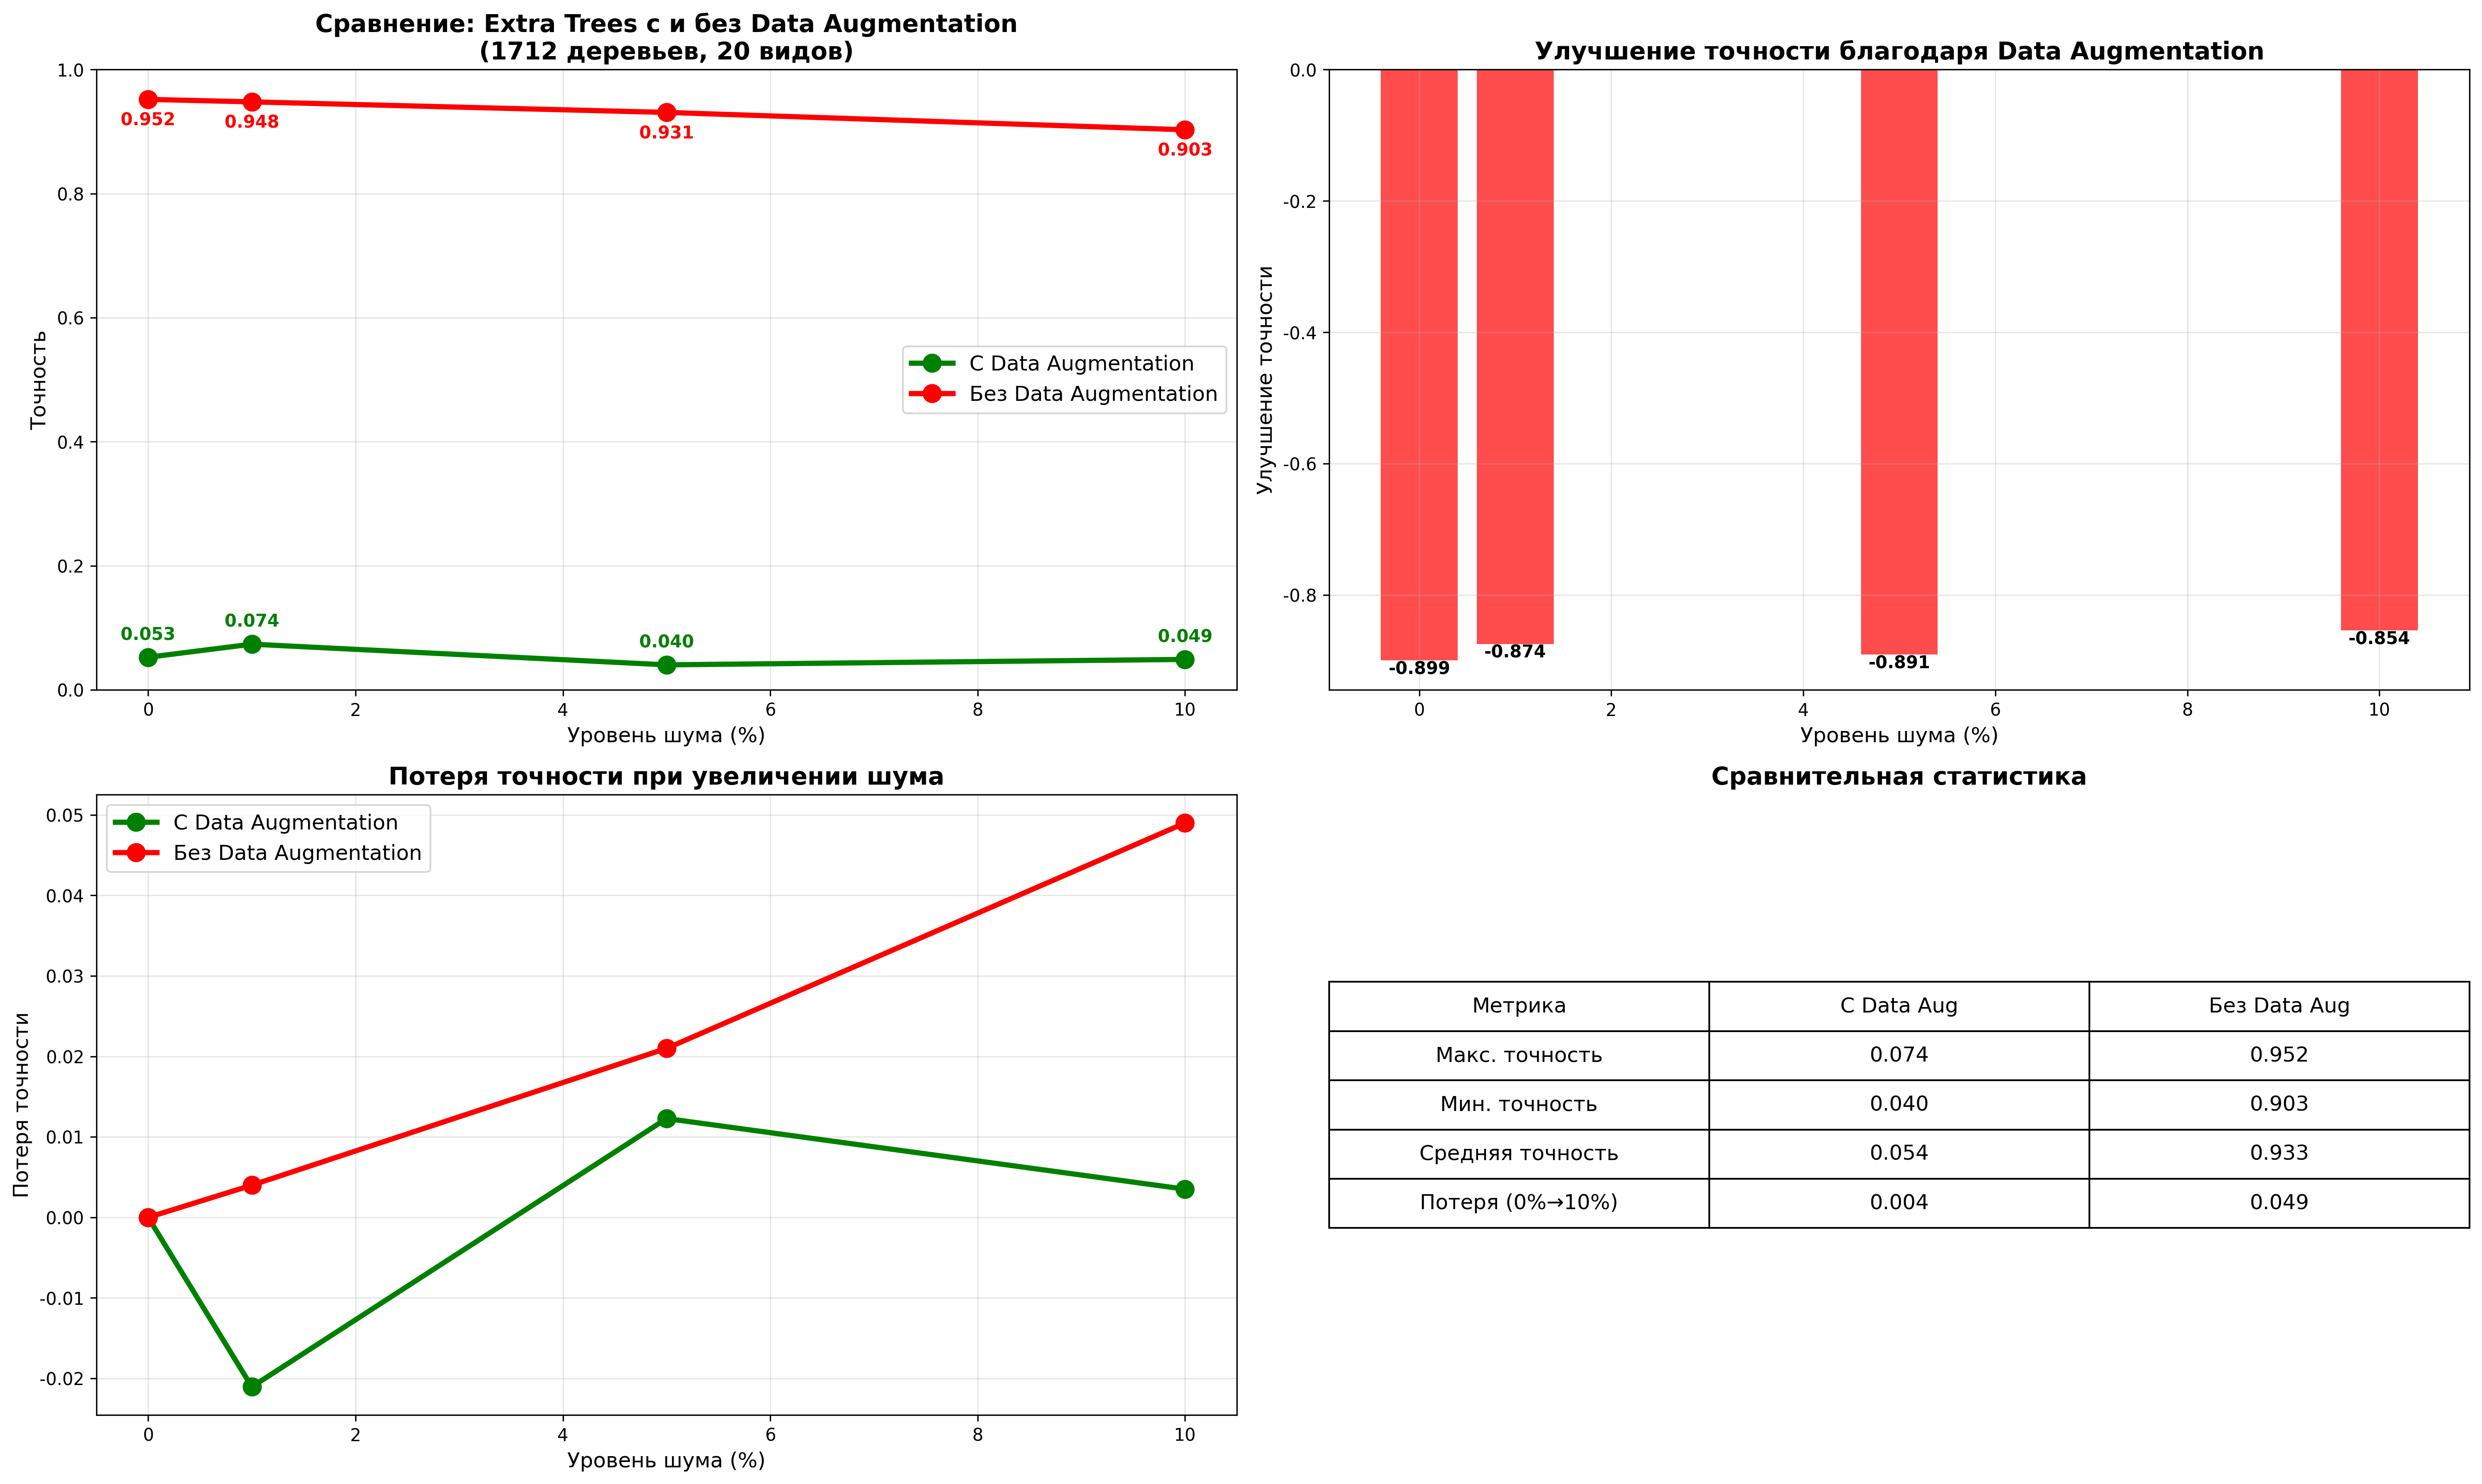 Сравнение: Extra Trees с и без Data Augmentation
(1712 деревьев, 20 видов)
1.0
0.8
0.6
0.4
0.2
0.0
Точность
0.952
0.948
0.931
0.903
С Data Augmentation
Без Data Augmentation
0.053
0.074
0.040
0.049
0
2
4
6
8
10
Уровень шума (%)
Улучшение точности благодаря Data Augmentation
0.0
-0.2
-0.4
-0.6
-0.8
Улучшение точности
-0.899
-0.874
-0.891
-0.854
0
2
4
6
8
10
Уровень шума (%)
Потеря точности при увеличении шума
0.05
0.04
0.03
0.02
0.01
0.00
-0.01
-0.02
Потеря точности
С Data Augmentation
Без Data Augmentation
0
2
4
6
8
10
Уровень шума (%)
Сравнительная статистика
Метрика С Data Aug Без Data Aug
Макс. точность 0.074 0.952
Мин. точность 0.040 0.903
Средняя точность 0.054 0.933
Потеря (0%→10%) 0.004 0.049